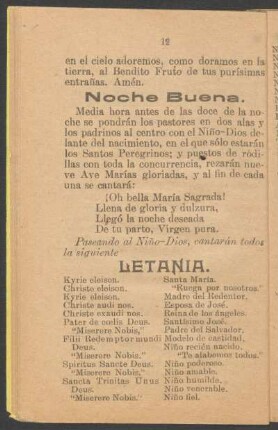 12
en el cielo adoremos, como doramos en la
tierra, al Bendito Fruto de tus purísimas
entrañas. Amén.
Noche Buena.
Media hora antes de las doce de la no-
che se pondrán los pastores en dos alas y
los padrinos al centro con el Niño-Dios de-
lante del nacimiento, en el que sólo estarán
los Santos Peregrinos; y puestos de rodi-
llas con toda la concurrencia, rezarán nue-
ve Ave Marías gloriadas, y al fin de cada
una se cantará:
¡Oh bella María Sagrada!
Llena de gloria y dulzura,
Llegó la noche deseada
De tu parto, Virgen pura.
Paseando al Niño-Dios, cantarán todos
la siguiente
LETANIA.
Kyrie eleison.
Christe eleison.
Kyrie eleison.
Christe audi nos.
Christe exaudi nos.
Pater de cœlis Deus.
"Miserere Nobis."
Filii Redemptor mundi
Deus.
"Miserere Nobis."
Spiritus Sancte Deus.
"Miserere Nobis."
Sancta Trinitas Unus
Deus.
"Miserere Nobis."
Santa María.
"Ruega por nosotros."
Madre del Redentor,
Esposa de José.
Reina de los ángeles.
Santísimo José.
Padre del Salvador.
Modelo de castidad.
Niño recién nacido.
"Te alabamos todos."
Niño poderoso.
Niño amable.
Niño humilde.
Niño venerable.
Niño fiel.